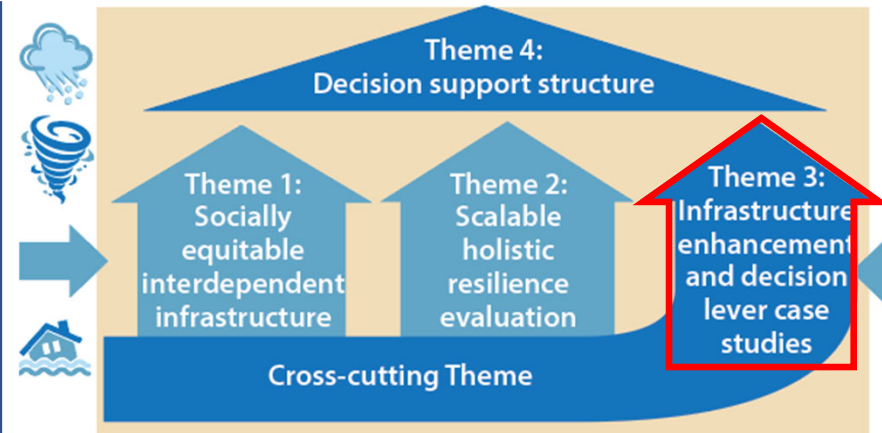 Theme 4:
Decision support structure
Theme 1:
Socially
equitable
interdependent
infrastructure
Theme 2:
Scalable
holistic
resilience
evaluation
Theme 3:
Infrastructure
enhancement
and decision
lever case
studies
Cross-cutting Theme